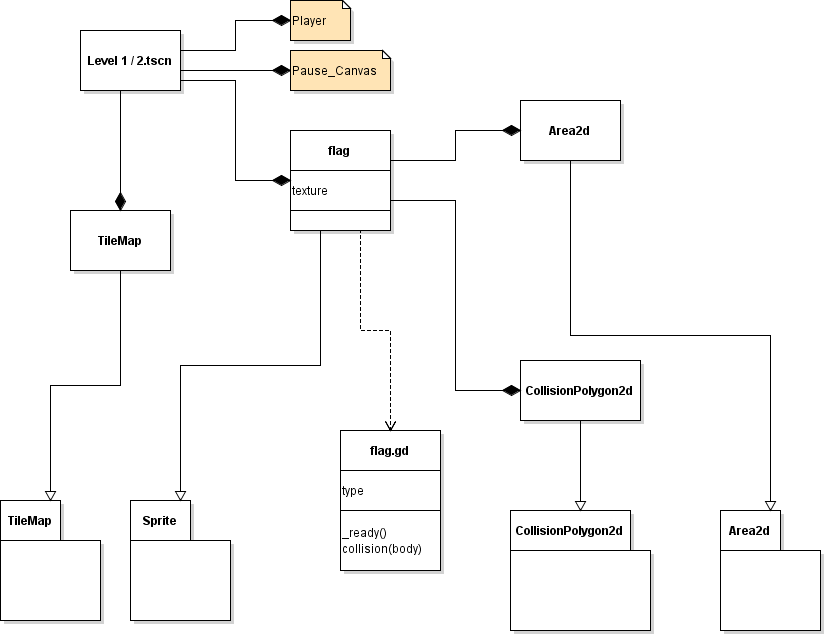 Player
Level 1 / 2.tscn
Pause_Canvas
Area2d
flag
texture
TileMap
CollisionPolygon2d
flag.gd
type
_ready()
collision(body)
TileMap
Sprite
CollisionPolygon2d
Area2d